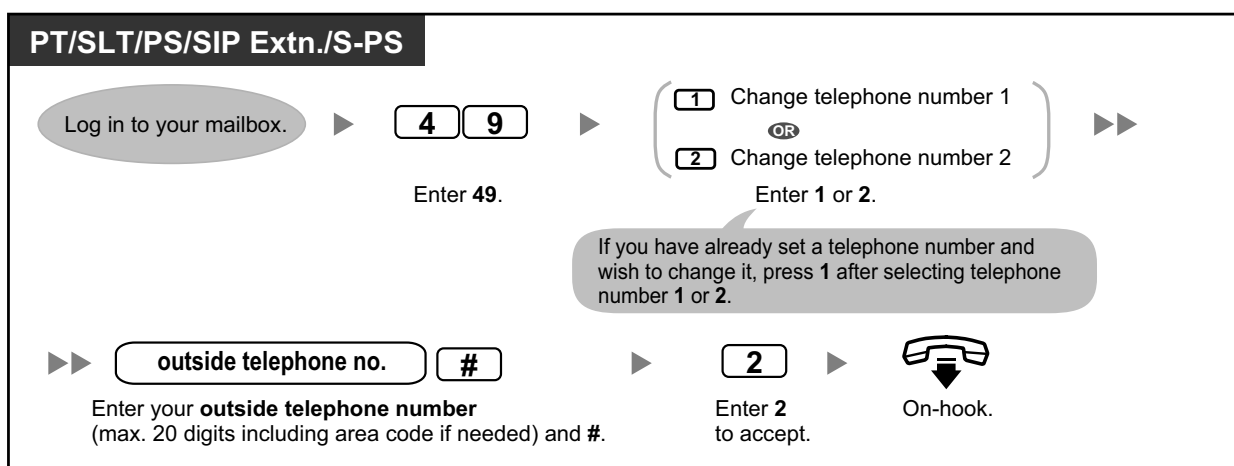 PT/SLT/PS/SIP Extn./S-PS
Log in to your mailbox.
4 9
Enter 49.
1 Change telephone number 1
OR
2 Change telephone number 2
Enter 1 or 2.
If you have already set a telephone number and
wish to change it, press 1 after selecting telephone
number 1 or 2.
outside telephone no. #
Enter your outside telephone number
(max. 20 digits including area code if needed) and #.
2
Enter 2
to accept.
On-hook.